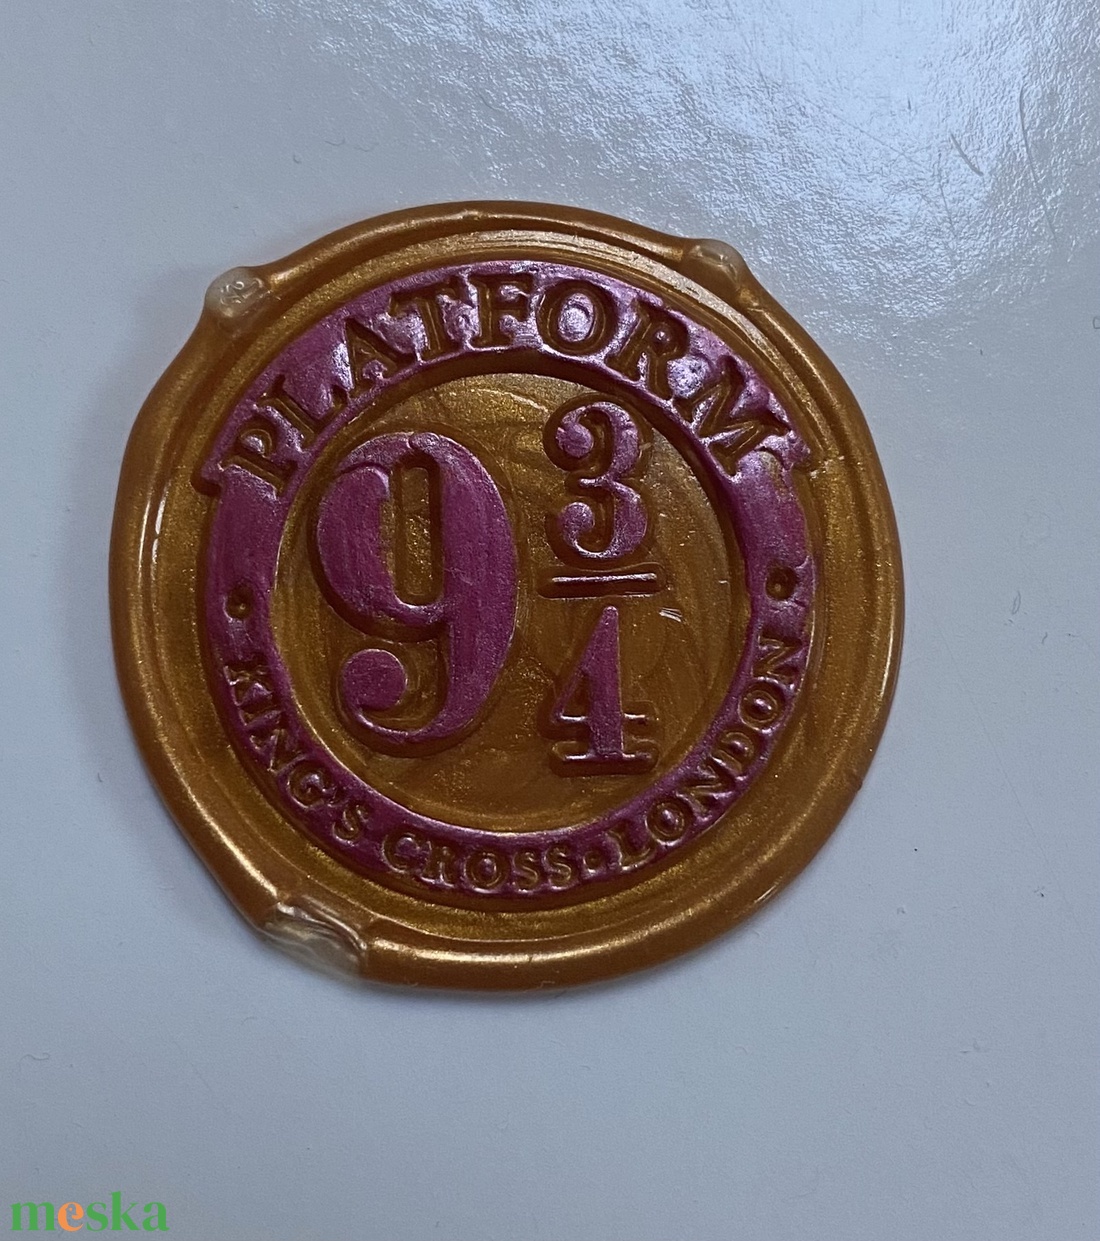 PLATFORM
9 3/4
KING'S CROSS·LONDON
meska